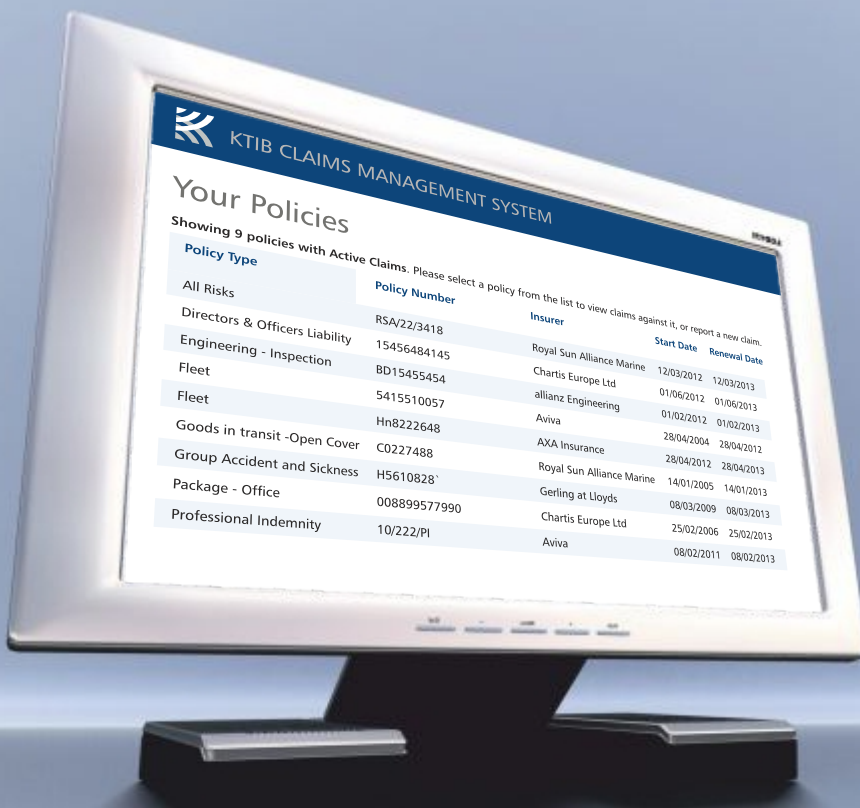 KTIB CLAIMS MANAGEMENT SYSTEM
Your Policies
Showing 9 policies with Active Claims. Please select a policy from the list to view claims against it, or report a new claim.
Policy Type Policy Number Insurer Start Date Renewal Date
All Risks RSA/22/3418 Royal Sun Alliance Marine 12/03/2012 12/03/2013
Directors & Officers Liability 15456484145 Chartis Europe Ltd 01/06/2012 01/06/2013
Engineering - Inspection BD15455454 allianz Engineering 01/02/2012 01/02/2013
Fleet 5415510057 Aviva 28/04/2004 28/04/2012
Fleet Hn8222648 AXA Insurance 28/04/2012 28/04/2013
Goods in transit -Open Cover C0227488 Royal Sun Alliance Marine 14/01/2005 14/01/2013
Group Accident and Sickness H5610828` Gerling at Lloyds 08/03/2009 08/03/2013
Package - Office 008899577990 Chartis Europe Ltd 25/02/2006 25/02/2013
Professional Indemnity 10/222/PI Aviva 08/02/2011 08/02/2013